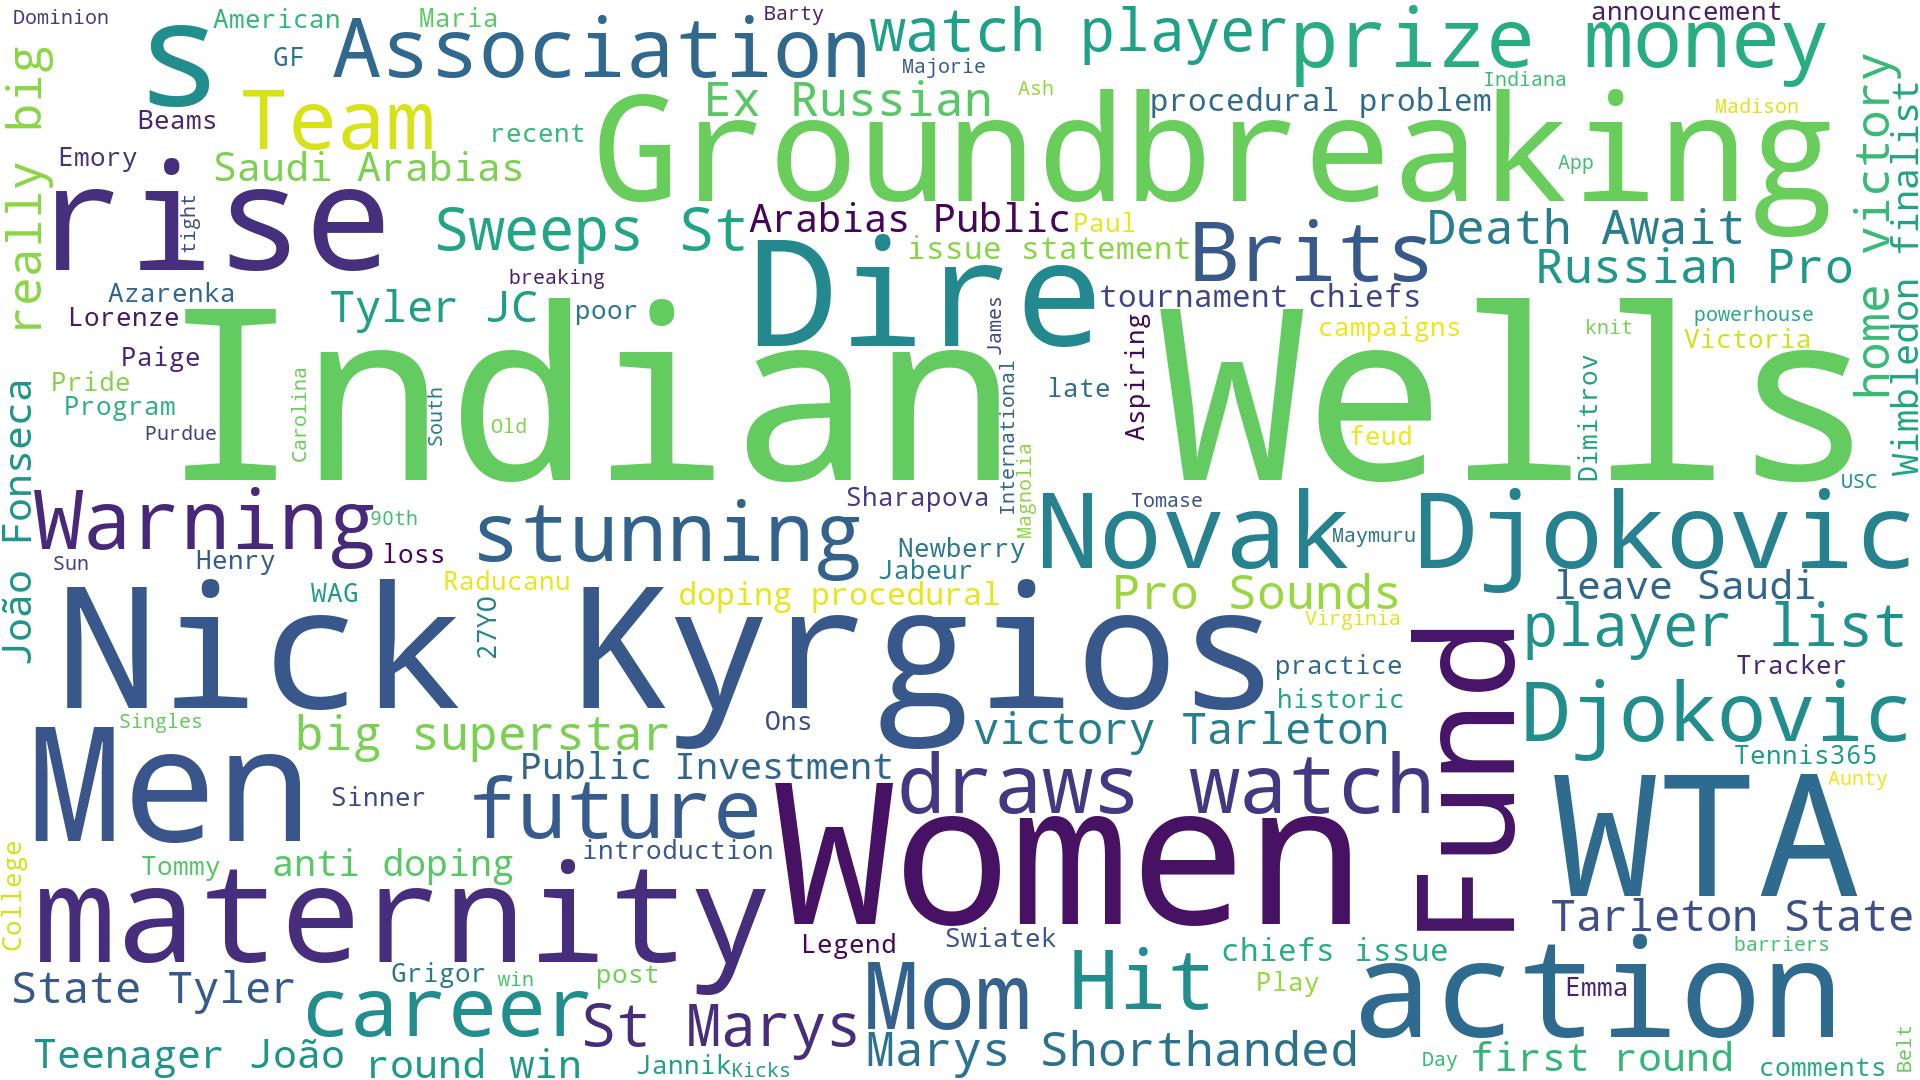 Dominion
s
American
Maria
Association
Barty
watch player
prize money
announcement
GF
Majorie
Indiana
really big
Beams
Team
recent
Ex Russian
Ash
procedural problem
Madison
home victory
Wimbledon finalist
Emory
Saudi Arabias
Groundbreaking
App
rise
tight
Sweeps St
Arabias Public
Paul
Brits
Death Await
issue statement
Russian Pro
Azarenka
breaking
Dire
tournament chiefs
Lorenze
Tyler JC
poor
James
Aspiring
campaigns
knit
powerhouse
Victoria
Paige
Pride
Program
Purdue
Indian
Carolina
South
Old
International
late
Wells
feud
Dimitrov
USC
João Fonseca
Warning
90th
Sharapova
Magnolia
Tomase
Novak
Maymuru
Djokovic
stunning
Sun
Henry
loss
Newberry
Jabeur
WAG
Raducanu
doping procedural
Pro Sounds
leave Saudi
Nick Kyrgios
27YO
Virginia
player list
practice
Tracker
historic
Fund
Djokovic
Singles
big superstar
Ons
victory Tarleton
Men
Public Investment
draws watch
Tennis365
Aunty
Sinner
future
Women
WTA
introduction
College
Tommy
anti doping
maternity
Tarleton State
Legend
Swiatek
chiefs issue
barriers
State Tyler
Grigor
win
post
Mom
Hit
Play
action
Emma
career
St Marys
Teenager João
round win
Jannik
Kicks
Marys Shorthanded
Day
first round
comments
Belt